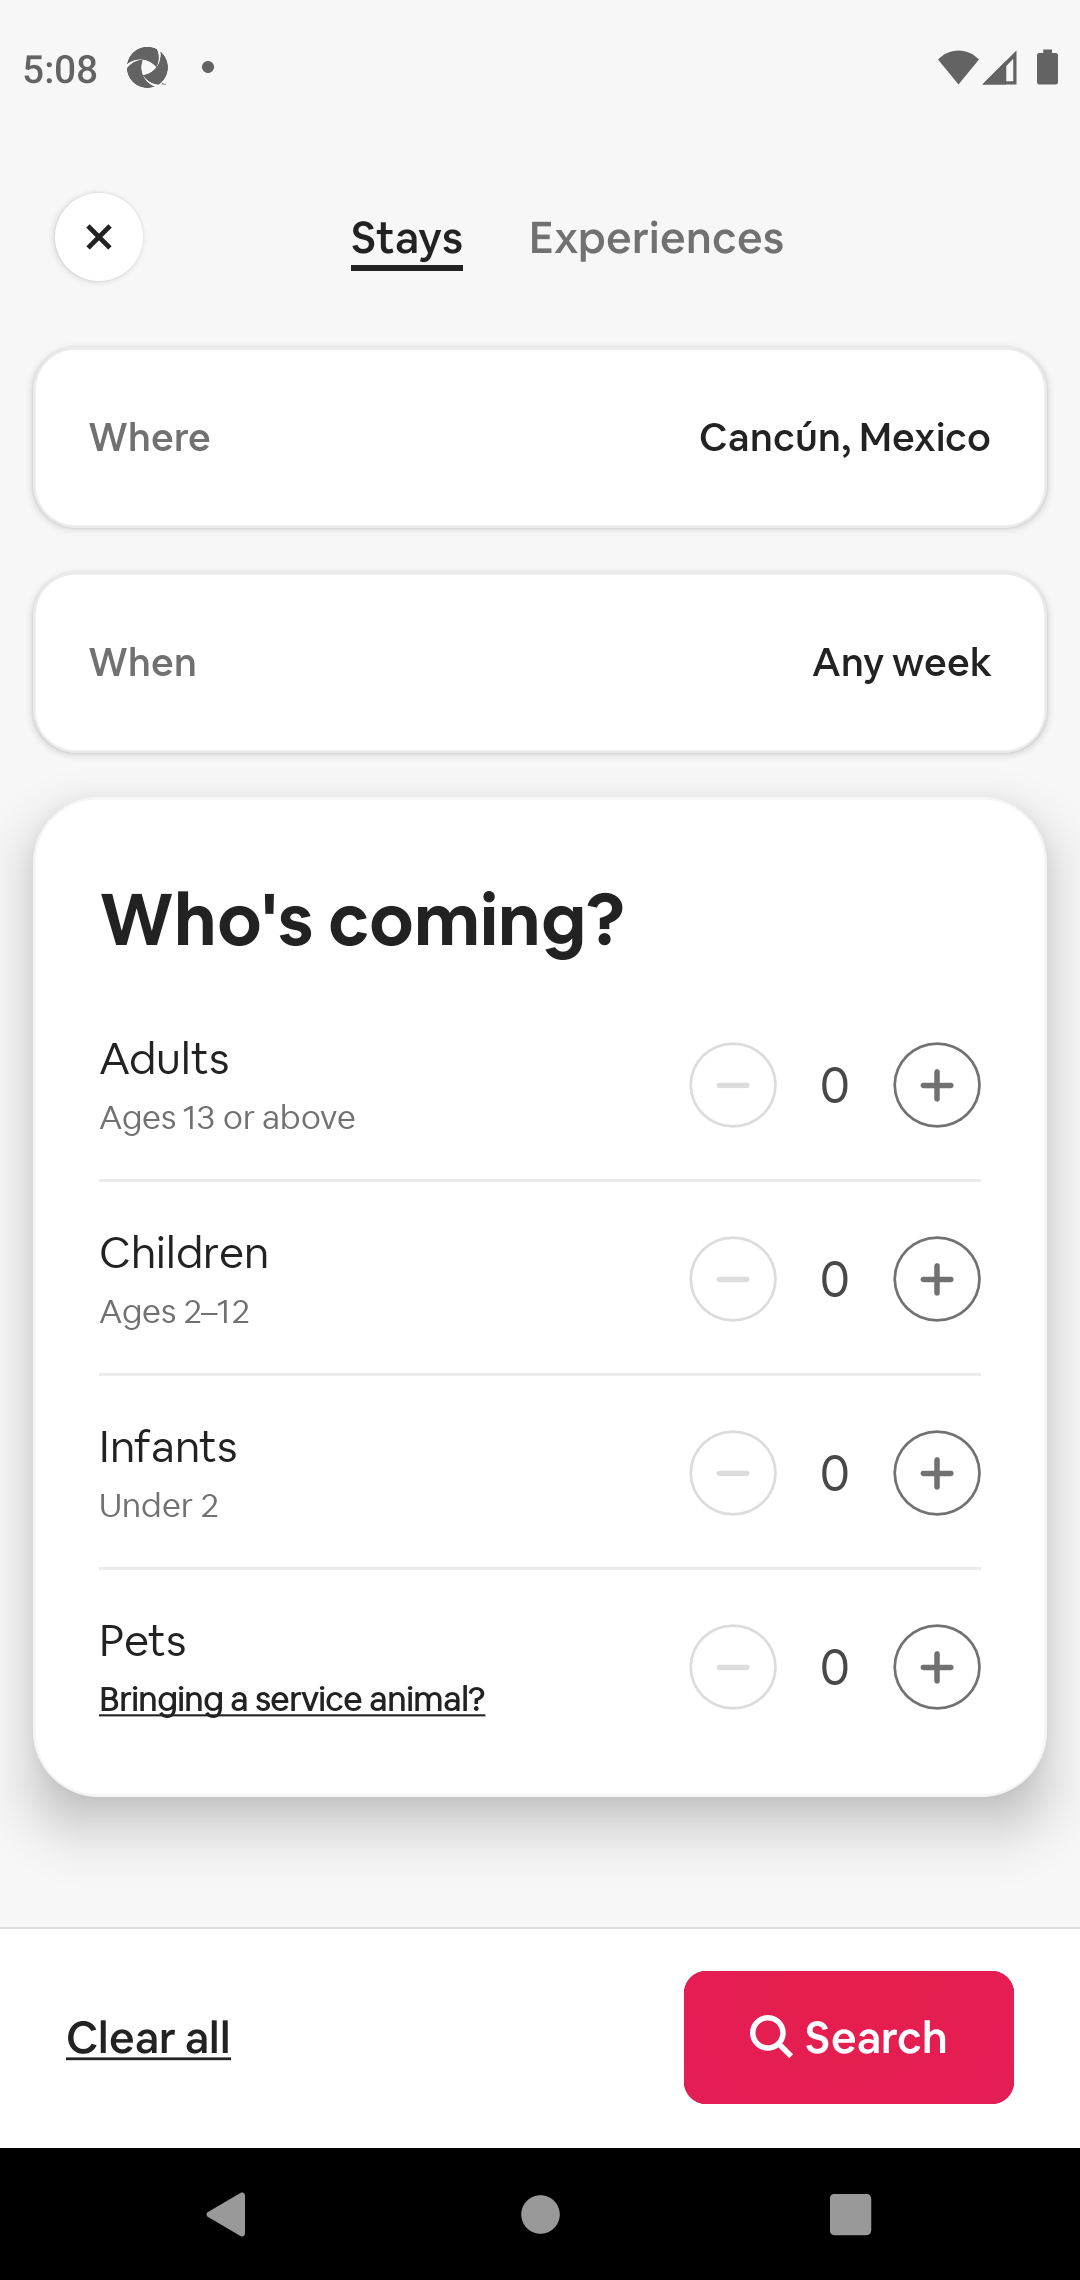 5:08
Stays Experiences
Where Cancún, Mexico
When Any week
Who's coming?
Adults
Ages 13 or above
0
Children
Ages 2–12
0
Infants
Under 2
0
Pets
Bringing a service animal?
0
Clear all Search